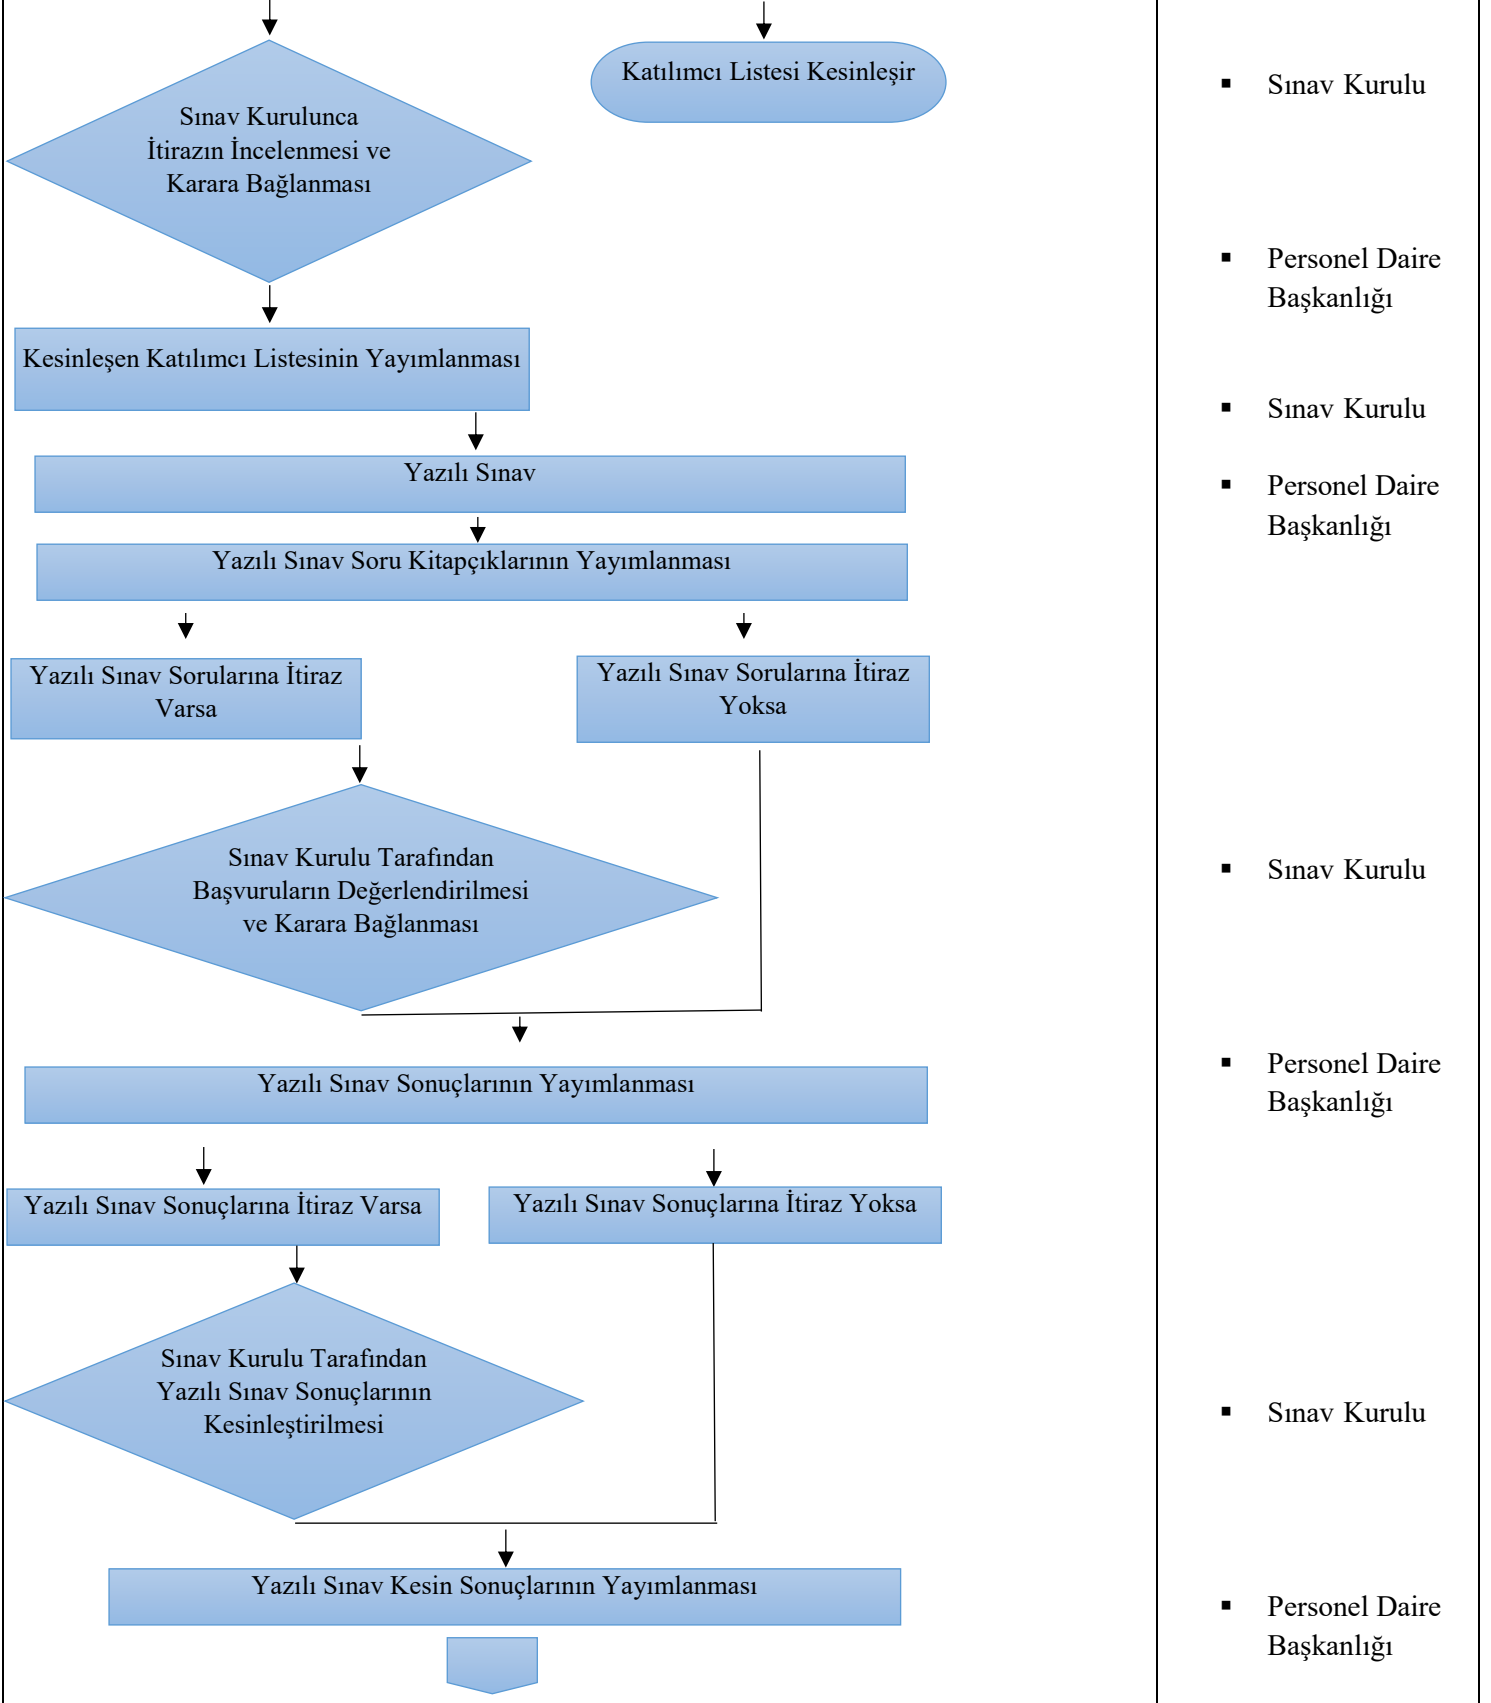 Katılımcı Listesi Kesinleşir
Sınav Kurulunca
İtirazın İncelenmesi ve
Karara Bağlanması
Kesinleşen Katılımcı Listesinin Yayımlanması
Yazılı Sınav
Yazılı Sınav Soru Kitapçıklarının Yayımlanması
Yazılı Sınav Sorularına İtiraz
Varsa
Yazılı Sınav Sorularına İtiraz
Yoksa
Sınav Kurulu Tarafından
Başvuruların Değerlendirilmesi
ve Karara Bağlanması
Yazılı Sınav Sonuçlarının Yayımlanması
Yazılı Sınav Sonuçlarına İtiraz Varsa
Yazılı Sınav Sonuçlarına İtiraz Yoksa
Sınav Kurulu Tarafından
Yazılı Sınav Sonuçlarının
Kesinleştirilmesi
Yazılı Sınav Kesin Sonuçlarının Yayımlanması
▪ Sınav Kurulu
▪ Personel Daire
Başkanlığı
▪ Sınav Kurulu
▪ Personel Daire
Başkanlığı
▪ Sınav Kurulu
▪ Personel Daire
Başkanlığı
▪ Sınav Kurulu
▪ Personel Daire
Başkanlığı